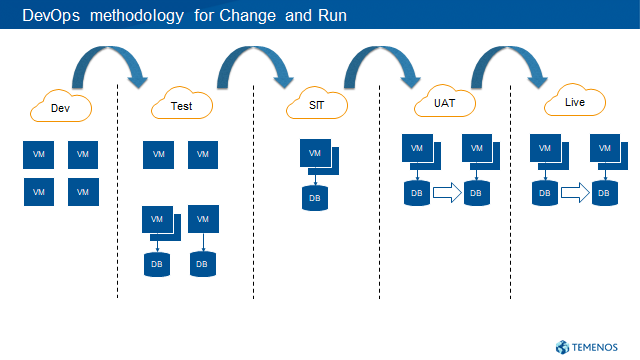 DevOps methodology for Change and Run
Dev
Test
SIT
UAT
Live
VM VM
VM VM
VM VM
VM VM
DB DB
VM
DB
VM VM
DB DB
VM VM
DB DB
TEMENOS